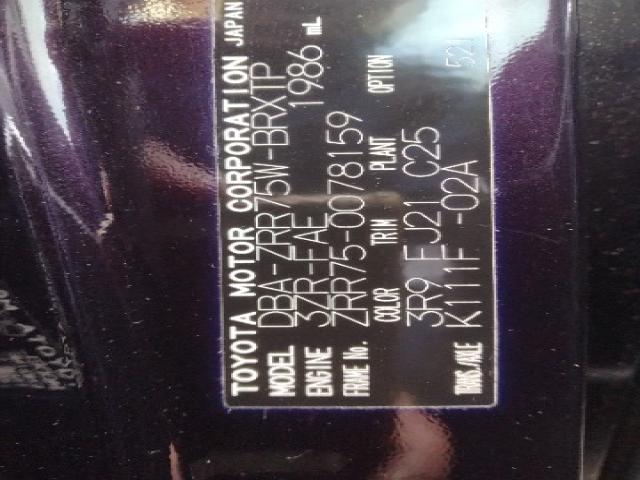 TOYOTA MOTOR CORPORATION JAPAN
MODEL DBA-ZRR75W-BRXTP
ENGINE 3ZR-FAE 1986 mL
FRAME No. ZRR75-0078159
COLOR TRIM PLANT OPTION
3R9 FJ21 C25 521
TRANS/AXLE K111F -02A